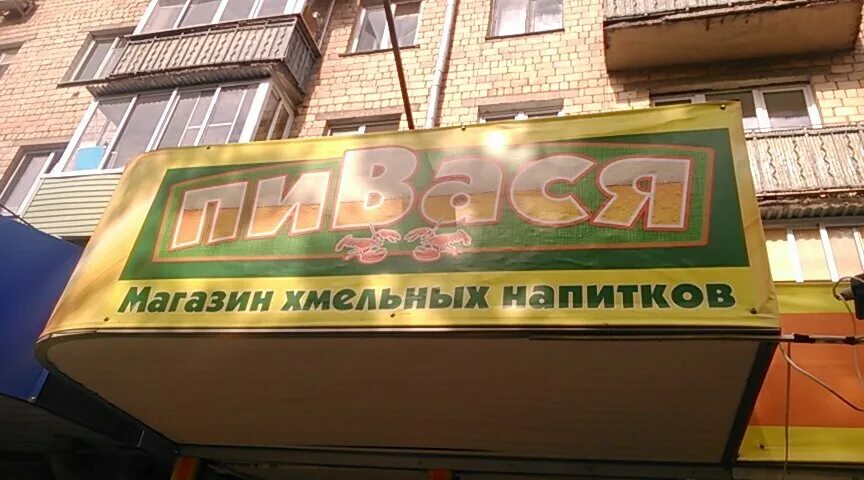 пиВася
Магазин хмельных напитков